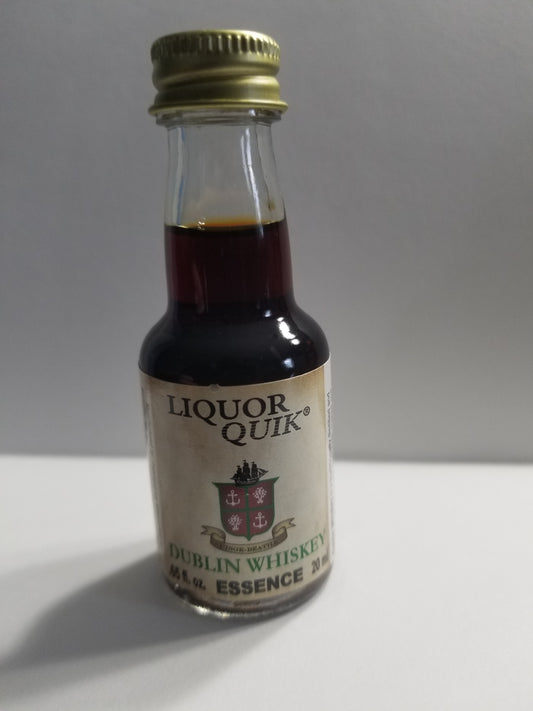 LIQUOR
QUIK®
DUBLIN WHISKEY
.65 fl. oz. ESSENCE 20 ml